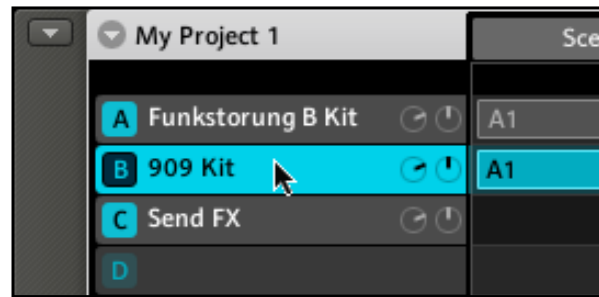 My Project 1 Sce
A Funkstorung B Kit A1
B 909 Kit A1
C Send FX
D